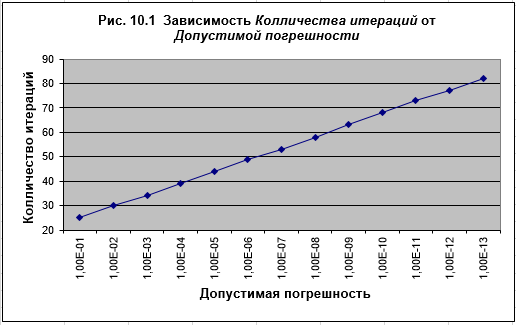 Рис. 10.1 Зависимость Колличества итераций от
Допустимой погрешности
Колличество итераций
90
80
70
60
50
40
30
20
1,00E-01
1,00E-02
1,00E-03
1,00E-04
1,00E-05
1,00E-06
1,00E-07
1,00E-08
1,00E-09
1,00E-10
1,00E-11
1,00E-12
1,00E-13
Допустимая погрешность